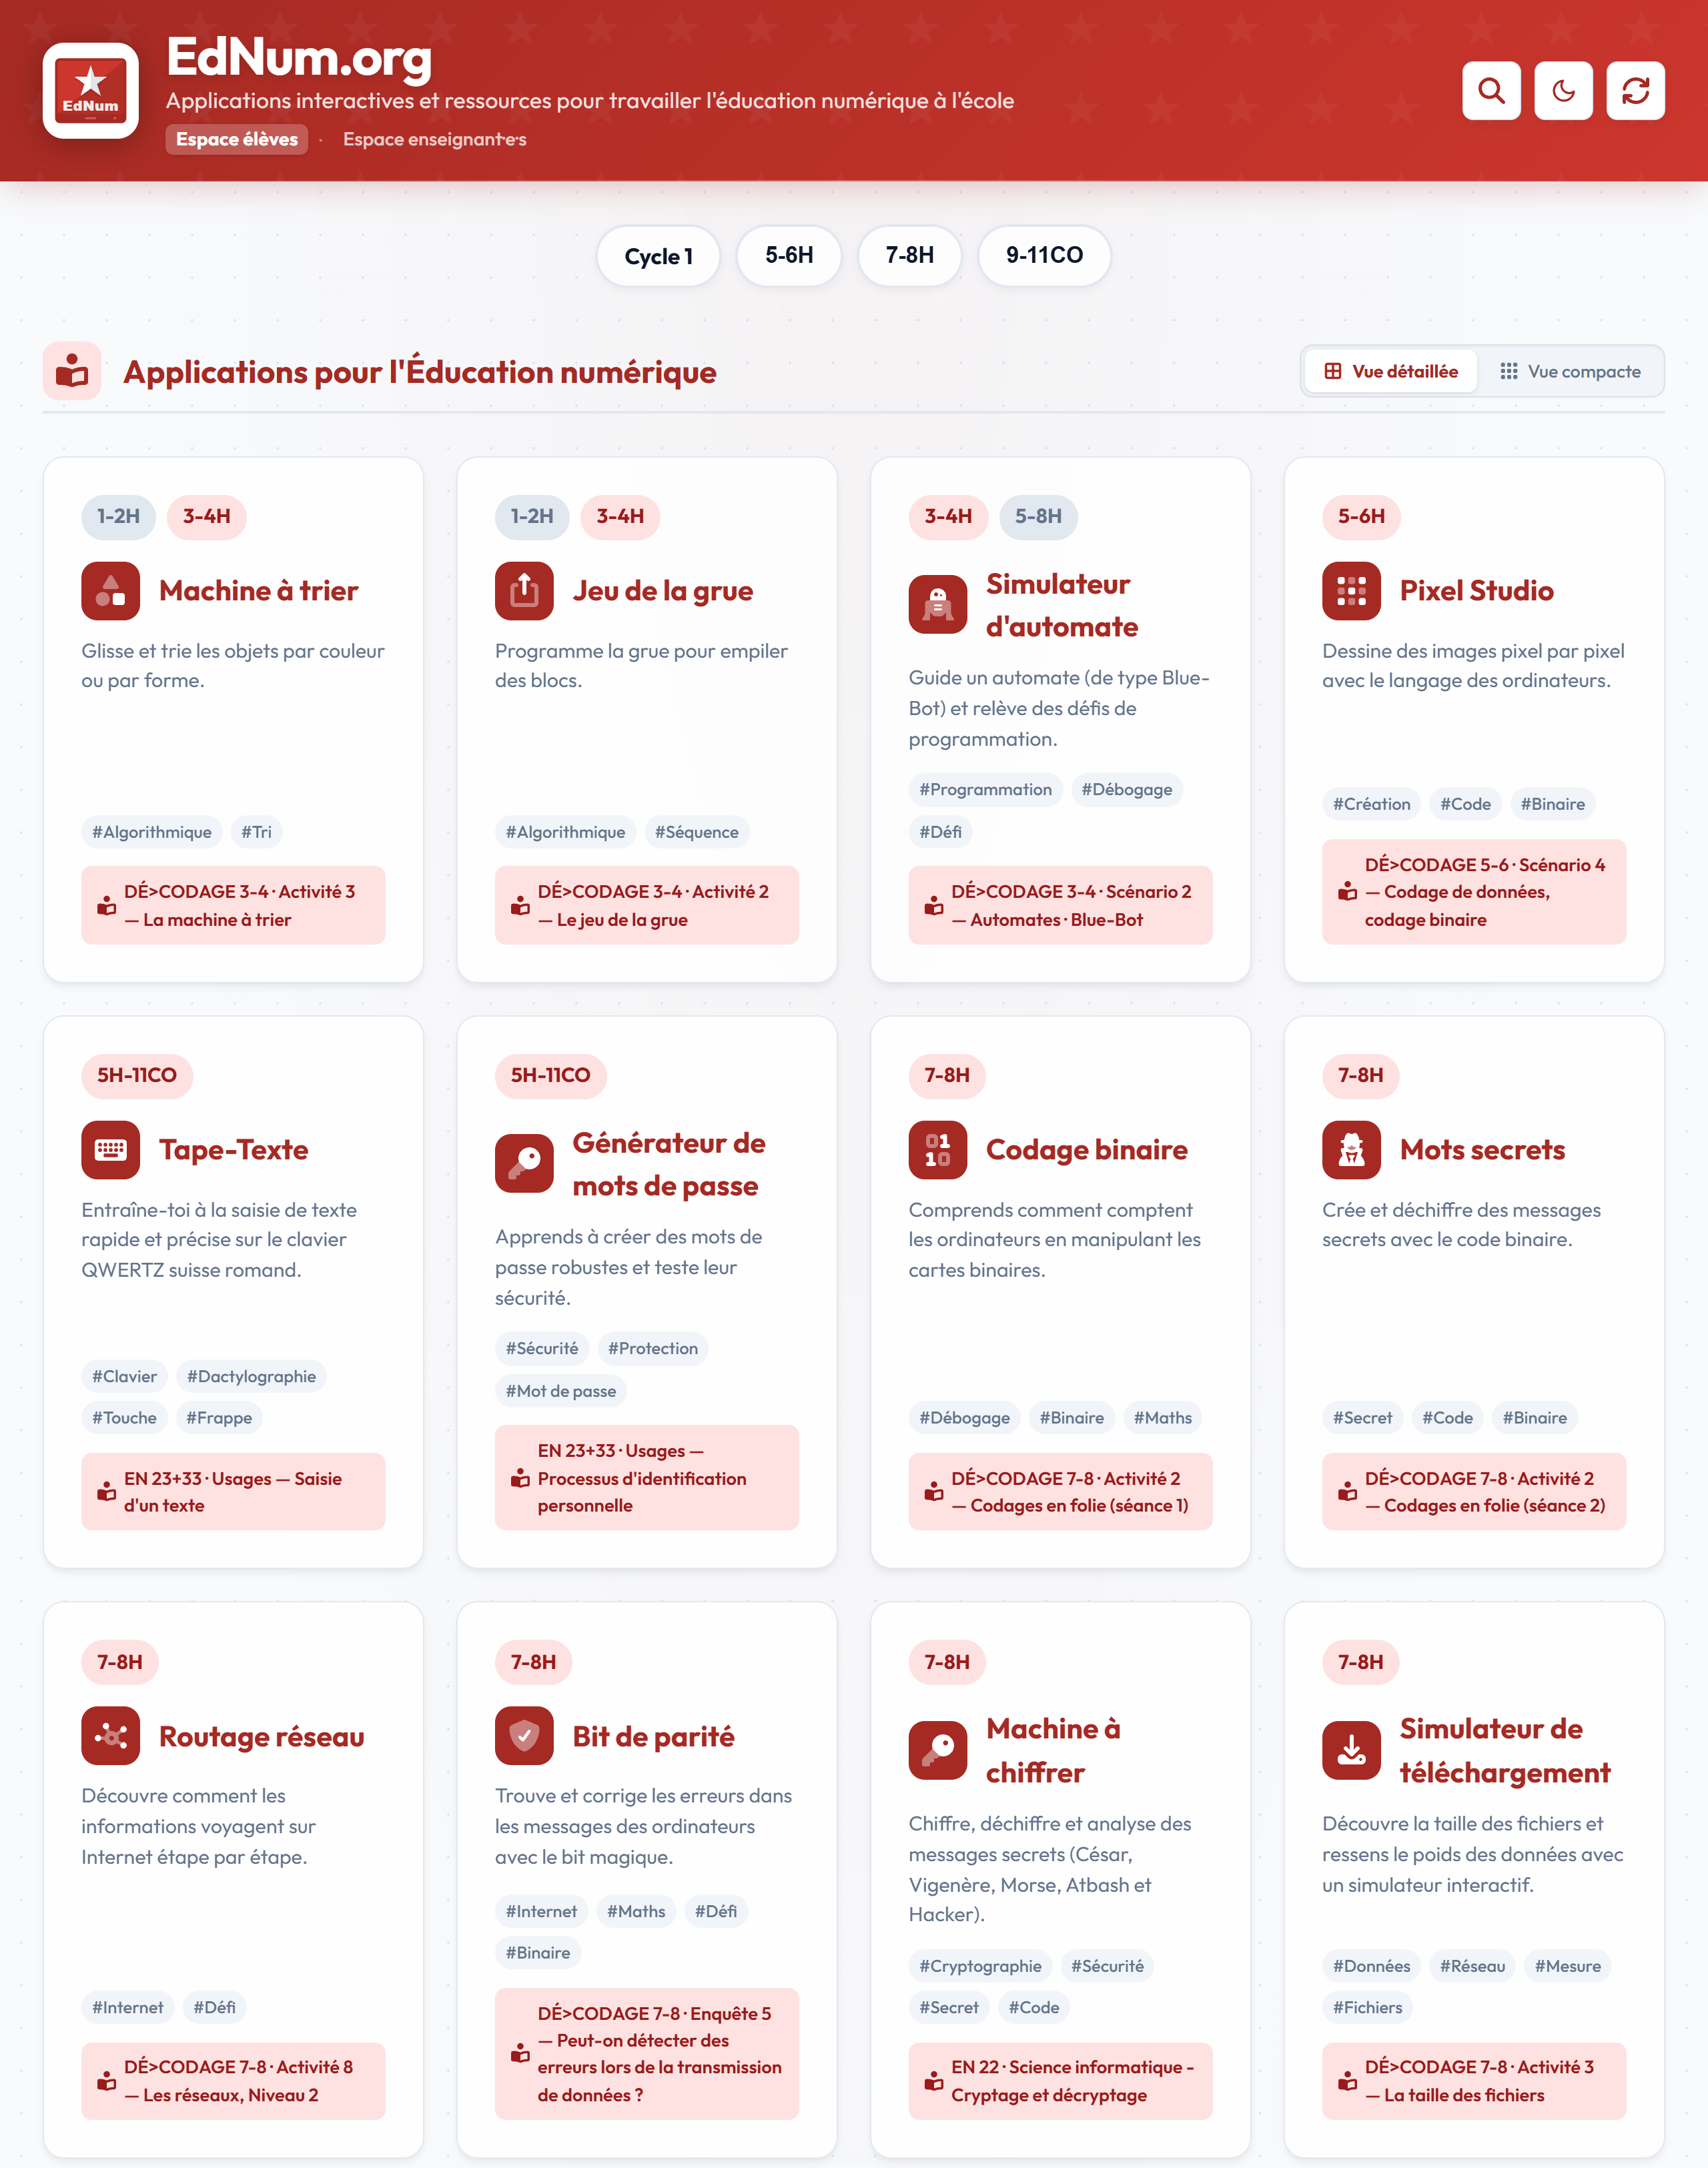 EdNum
EdNum.org
Applications interactives et ressources pour travailler l'éducation numérique à l'école
Espace élèves · Espace enseignant·e·s
Cycle 1
5-6H
7-8H
9-11CO
Applications pour l'Éducation numérique
Vue détaillée
Vue compacte
1-2H 3-4H
Machine à trier
Glisse et trie les objets par couleur
ou par forme.
#Algorithmique #Tri
DÉ>CODAGE 3-4 · Activité 3
— La machine à trier
1-2H 3-4H
Jeu de la grue
Programme la grue pour empiler
des blocs.
#Algorithmique #Séquence
DÉ>CODAGE 3-4 · Activité 2
— Le jeu de la grue
3-4H 5-8H
Simulateur
d'automate
Guide un automate (de type Blue-
Bot) et relève des défis de
programmation.
#Programmation #Débogage
#Défi
DÉ>CODAGE 3-4 · Scénario 2
— Automates · Blue-Bot
5-6H
Pixel Studio
Dessine des images pixel par pixel
avec le langage des ordinateurs.
#Création #Code #Binaire
DÉ>CODAGE 5-6 · Scénario 4
— Codage de données,
codage binaire
5H-11CO
Tape-Texte
Entraîne-toi à la saisie de texte
rapide et précise sur le clavier
QWERTZ suisse romand.
#Clavier #Dactylographie
#Touche #Frappe
EN 23+33 · Usages — Saisie
d'un texte
5H-11CO
Générateur de
mots de passe
Apprends à créer des mots de
passe robustes et teste leur
sécurité.
#Sécurité #Protection
#Mot de passe
EN 23+33 · Usages —
Processus d'identification
personnelle
7-8H
01
10
Codage binaire
Comprends comment comptent
les ordinateurs en manipulant les
cartes binaires.
#Débogage #Binaire #Maths
DÉ>CODAGE 7-8 · Activité 2
— Codages en folie (séance 1)
7-8H
Mots secrets
Crée et déchiffre des messages
secrets avec le code binaire.
#Secret #Code #Binaire
DÉ>CODAGE 7-8 · Activité 2
— Codages en folie (séance 2)
7-8H
Routage réseau
Découvre comment les
informations voyagent sur
Internet étape par étape.
#Internet #Défi
DÉ>CODAGE 7-8 · Activité 8
— Les réseaux, Niveau 2
7-8H
Bit de parité
Trouve et corrige les erreurs dans
les messages des ordinateurs
avec le bit magique.
#Internet #Maths #Défi
#Binaire
DÉ>CODAGE 7-8 · Enquête 5
— Peut-on détecter des
erreurs lors de la transmission
de données ?
7-8H
Machine à
chiffrer
Chiffre, déchiffre et analyse des
messages secrets (César,
Vigenère, Morse, Atbash et
Hacker).
#Cryptographie #Sécurité
#Secret #Code
EN 22 · Science informatique -
Cryptage et décryptage
7-8H
Simulateur de
téléchargement
Découvre la taille des fichiers et
ressens le poids des données avec
un simulateur interactif.
#Données #Réseau #Mesure
#Fichiers
DÉ>CODAGE 7-8 · Activité 3
— La taille des fichiers